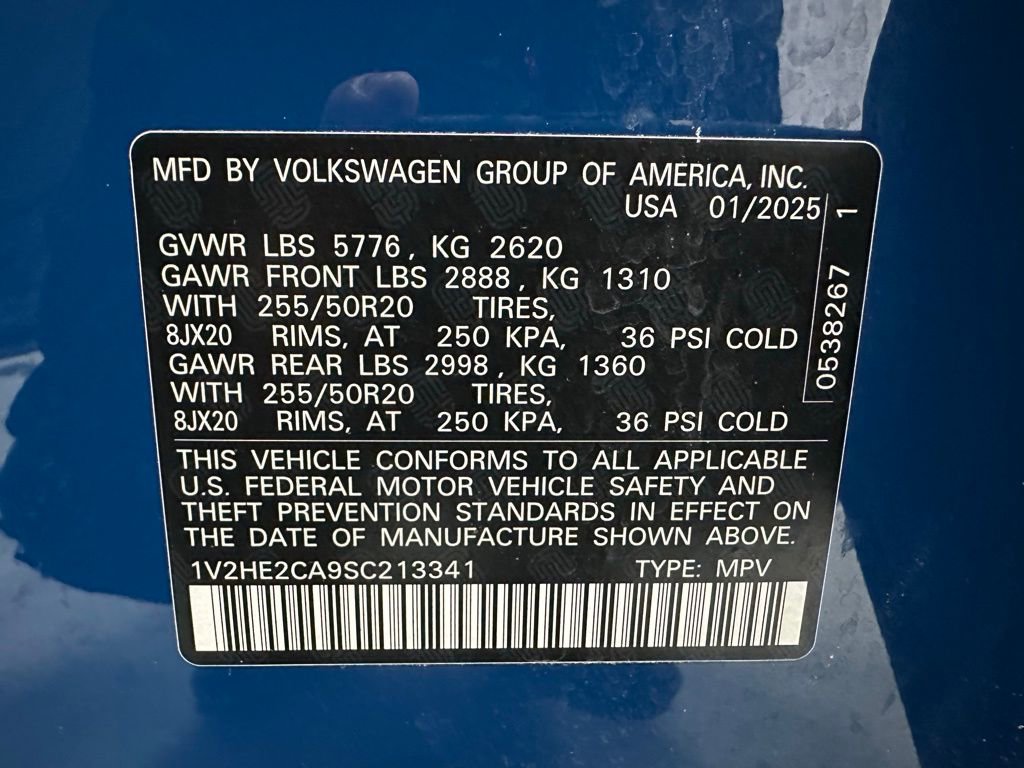 MFD BY VOLKSWAGEN GROUP OF AMERICA, INC.
USA 01/2025
GVWR LBS 5776, KG 2620
GAWR FRONT LBS 2888, KG 1310
WITH 255/50R20 TIRES,
8JX20 RIMS, AT 250 KPA, 36 PSI COLD
GAWR REAR LBS 2998, KG 1360
WITH 255/50R20 TIRES,
8JX20 RIMS, AT 250 KPA, 36 PSI COLD
0538267 1
THIS VEHICLE CONFORMS TO ALL APPLICABLE
U.S. FEDERAL MOTOR VEHICLE SAFETY AND
THEFT PREVENTION STANDARDS IN EFFECT ON
THE DATE OF MANUFACTURE SHOWN ABOVE.
1V2HE2CA9SC213341 TYPE: MPV